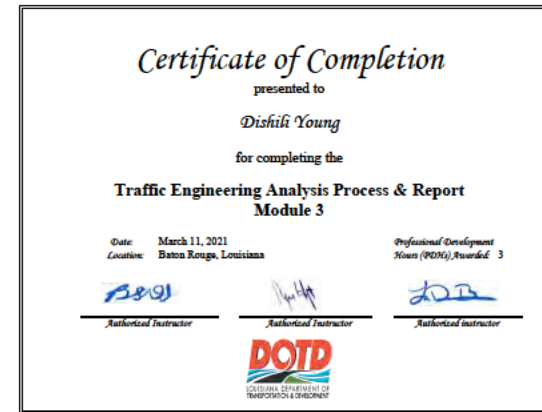 Certificate of Completion
presented to
Dishili Young
for completing the
Traffic Engineering Analysis Process & Report
Module 3
Date: March 11, 2021
Location: Baton Rouge, Louisiana
Professional Development
Hours (PDHs) Awarded: 3
Authorized Instructor
Authorized Instructor
Authorized instructor
DOTD
LOUISIANA DEPARTMENT OF
TRANSPORTATION & DEVELOPMENT